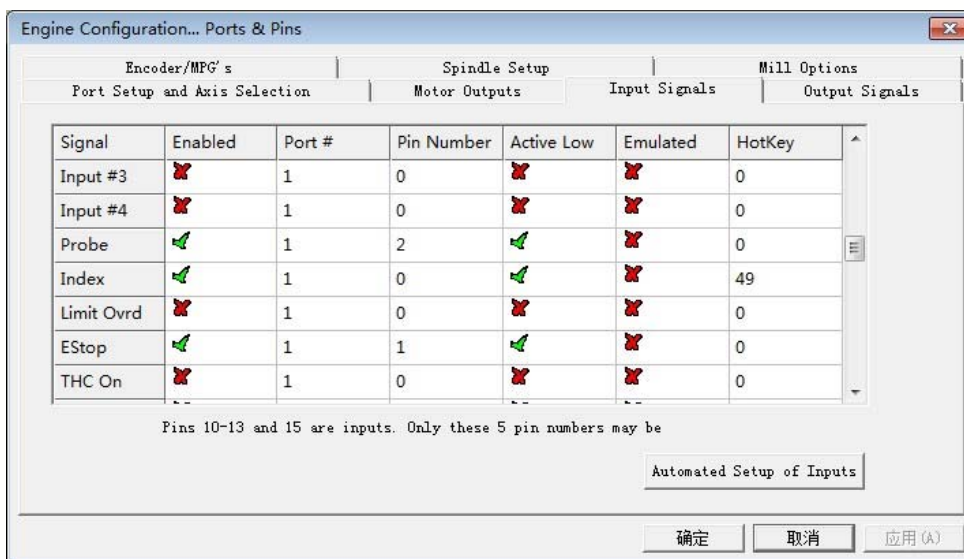 Engine Configuration... Ports & Pins
Encoder/MPG's Spindle Setup Mill Options
Port Setup and Axis Selection Motor Outputs Input Signals Output Signals
Signal Enabled Port # Pin Number Active Low Emulated HotKey
Input #3 1 0 0
Input #4 1 0 0
Probe 1 2 0
Index 1 0 49
Limit Ovrd 1 0 0
EStop 1 1 0
THC On 1 0 0
Pins 10-13 and 15 are inputs. Only these 5 pin numbers may be
Automated Setup of Inputs
确定 取消 应用(A)